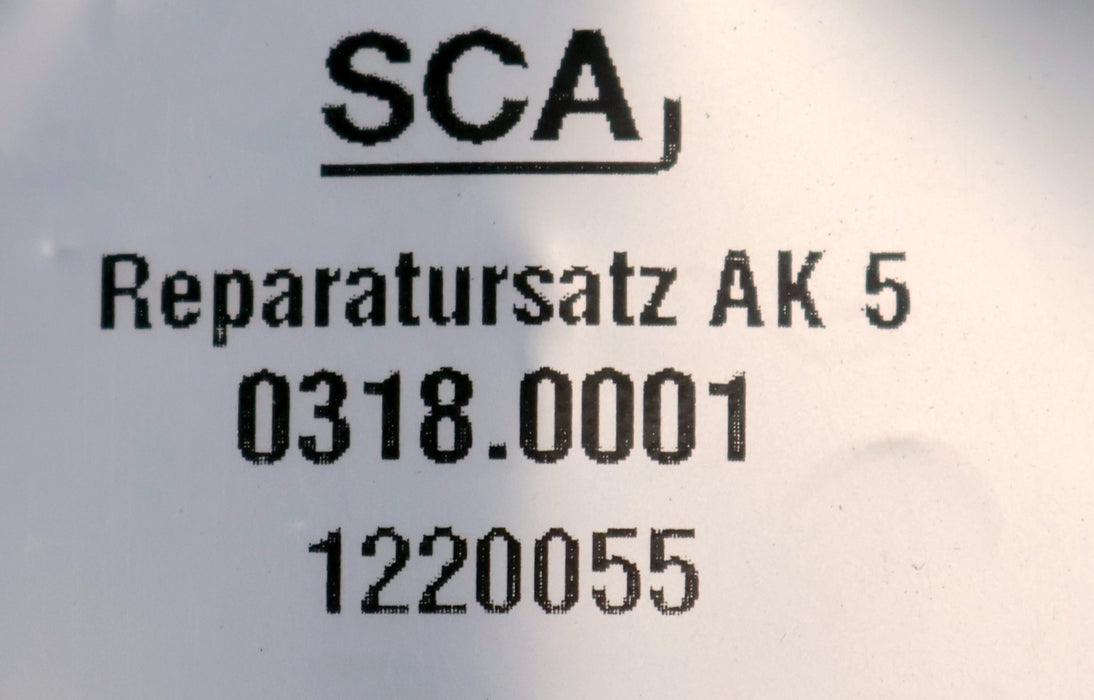 SCA
Reparatursatz AK 5
0318.0001
1220055